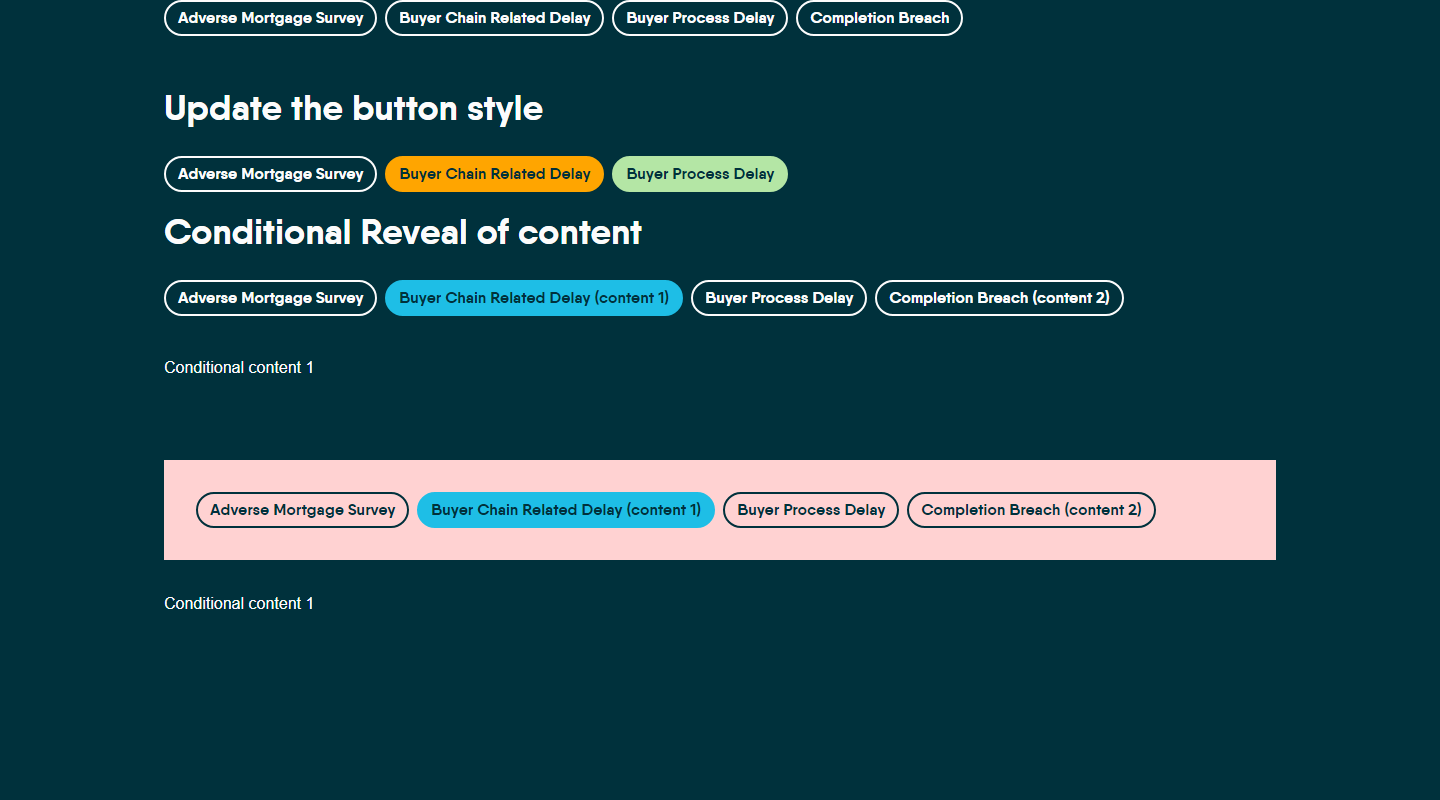 Adverse Mortgage Survey Buyer Chain Related Delay Buyer Process Delay Completion Breach
Update the button style
Adverse Mortgage Survey Buyer Chain Related Delay Buyer Process Delay
Conditional Reveal of content
Adverse Mortgage Survey Buyer Chain Related Delay (content 1) Buyer Process Delay Completion Breach (content 2)
Conditional content 1
Adverse Mortgage Survey Buyer Chain Related Delay (content 1) Buyer Process Delay Completion Breach (content 2)
Conditional content 1